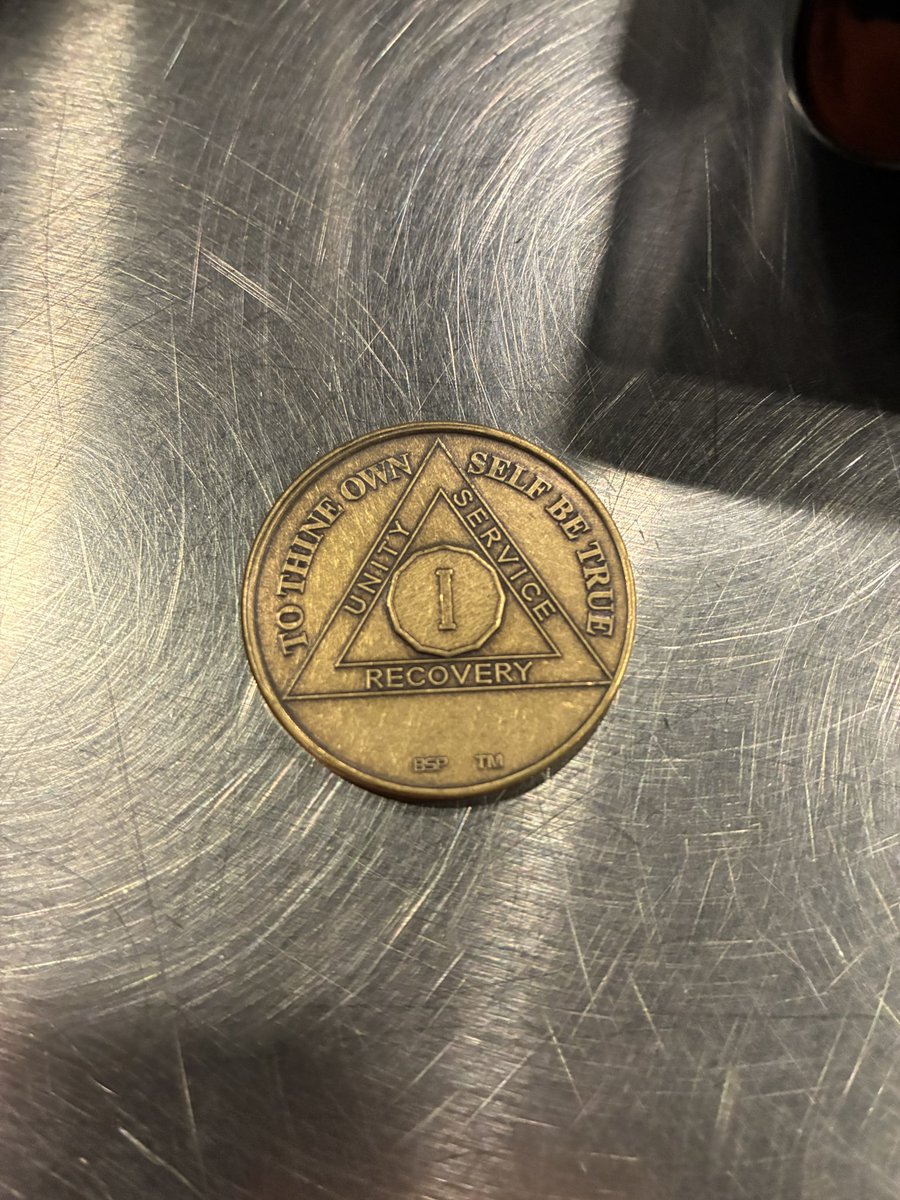 TO THINE OWN SELF BE TRUE
UNITY
SERVICE
I
RECOVERY
BSP TM